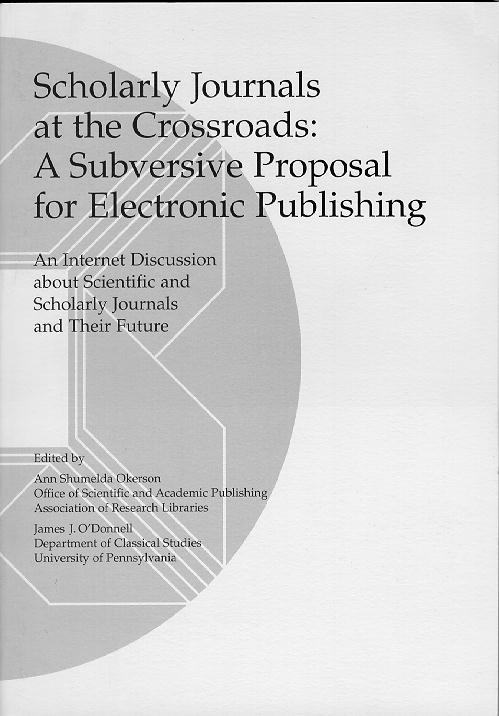 Scholarly Journals
at the Crossroads:
A Subversive Proposal
for Electronic Publishing
An Internet Discussion
about Scientific and
Scholarly Journals
and Their Future
Edited by
Ann Shumelda Okerson
Office of Scientific and Academic Publishing
Association of Research Libraries
James J. O'Donnell
Department of Classical Studies
University of Pennsylvania